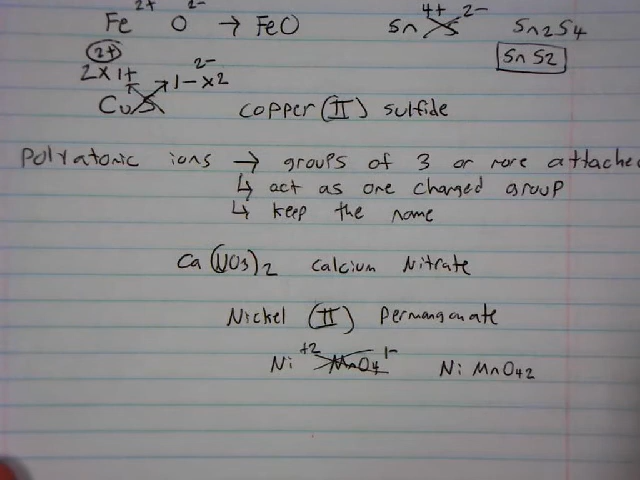 Fe 2+ O 2- → FeO Sn 4+ S 2- Sn2S4
2+ SnS2
2x1+ 2- 1-x2
CuS copper (II) sulfide
Polyatomic ions → groups of 3 or more attached
↳ act as one charged group
↳ keep the name
Ca(NO3)2 calcium Nitrate
Nickel (II) Permanganate
Ni +2 MnO4 1- Ni MnO42